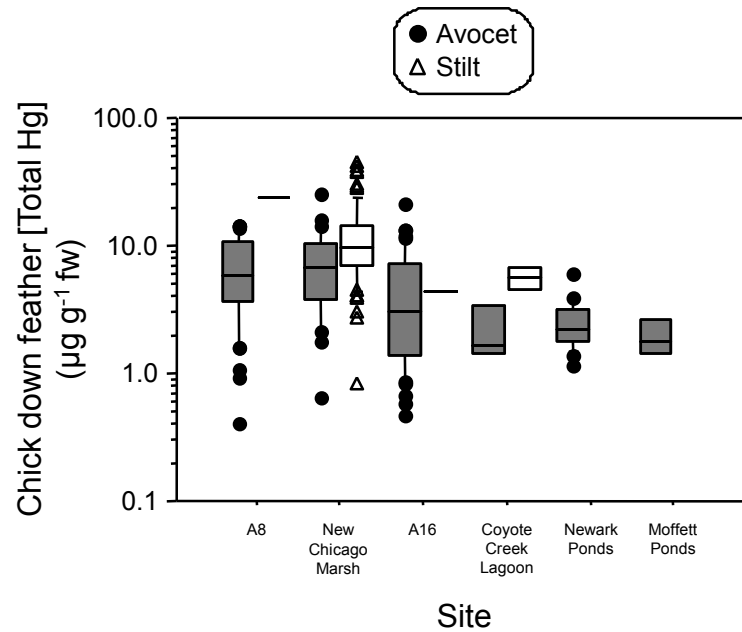 Avocet
Stilt
Chick down feather [Total Hg]
(µg g⁻¹ fw)
100.0
10.0
1.0
0.1
A8
New
Chicago
Marsh
A16
Coyote
Creek
Lagoon
Newark
Ponds
Moffett
Ponds
Site